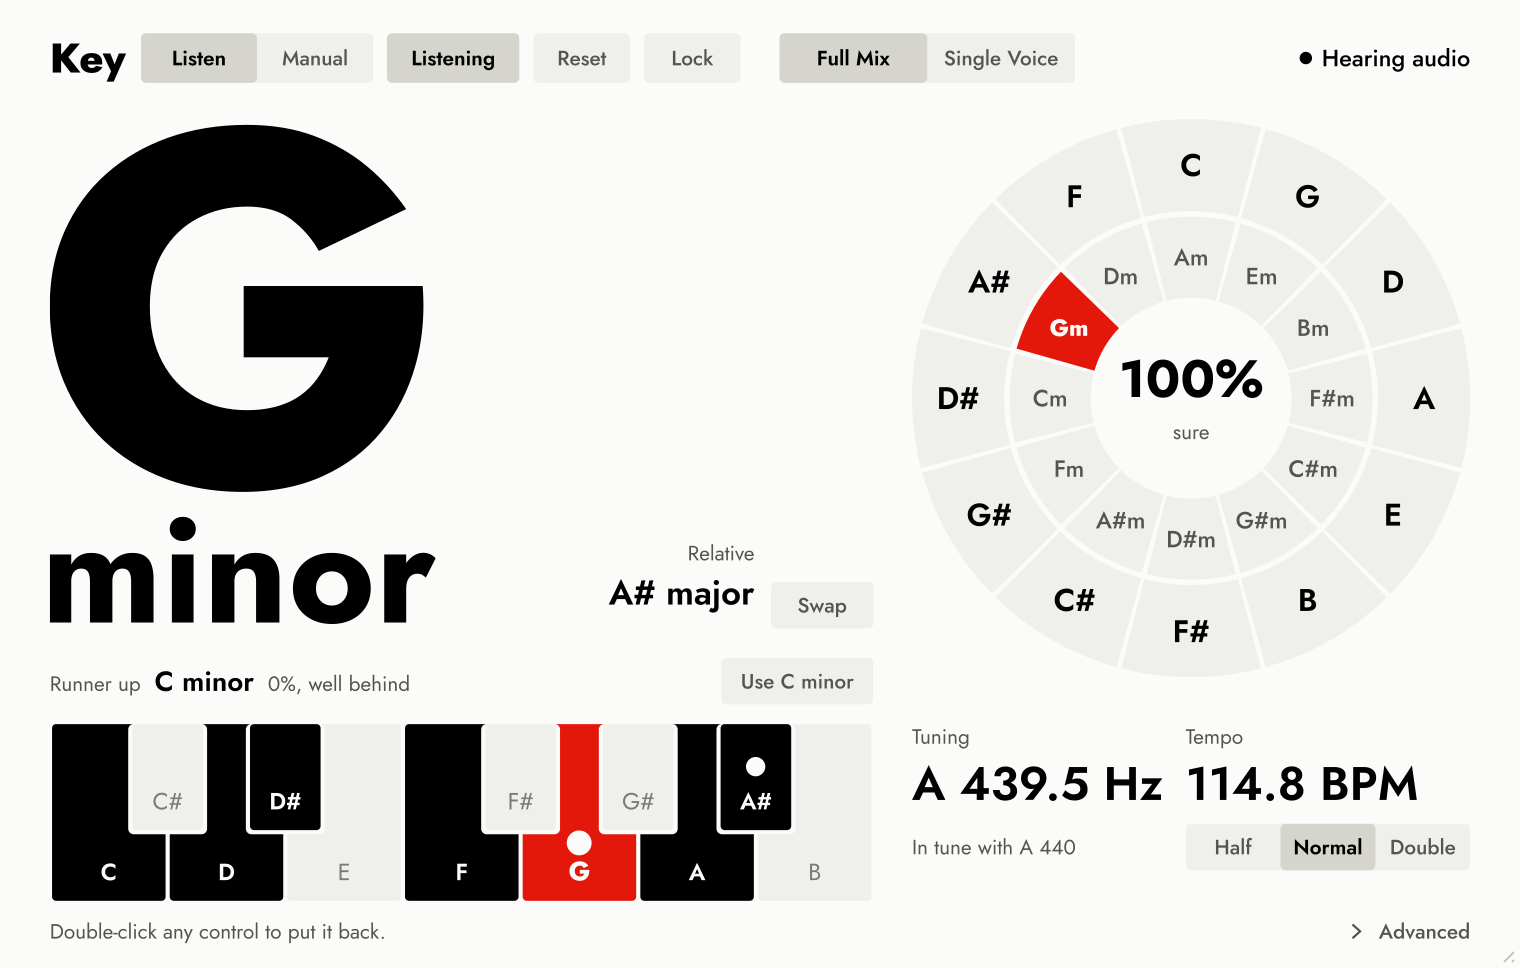 Key Listen Manual Listening Reset Lock Full Mix Single Voice Hearing audio
G
minor
Relative
A# major Swap
Runner up C minor 0%, well behind Use C minor
C# D# F# G# A#
C D E F G A B
Double-click any control to put it back.
C
F G
A# D
D# A
G# E
C# B
F#
Am
Dm Em
Gm Bm
Cm F#m
Fm C#m
A#m G#m
D#m
100%
sure
Tuning
A 439.5 Hz
In tune with A 440
Tempo
114.8 BPM
Half Normal Double
Advanced